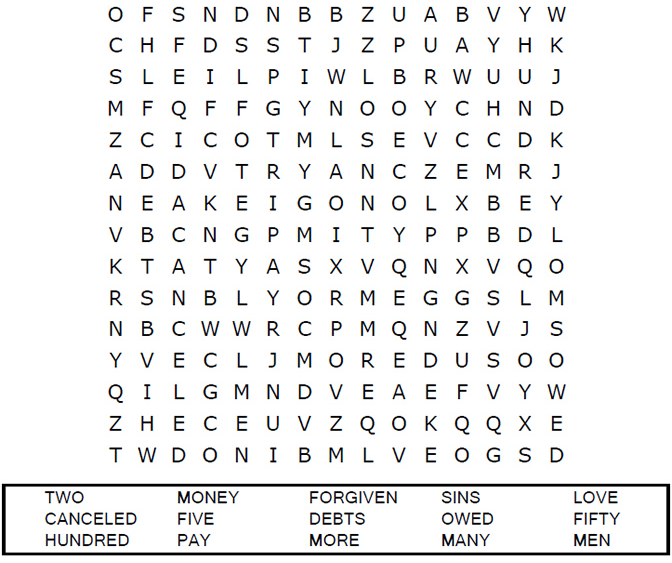 O F S N D N B B Z U A B V Y W
C H F D S S T J Z P U A Y H K
S L E I L P I W L B R W U U J
M F Q F F G Y N O O Y C H N D
Z C I C O T M L S E V C C D K
A D D V T R Y A N C Z E M R J
N E A K E I G O N O L X B E Y
V B C N G P M I T Y P P B D L
K T A T Y A S X V Q N X V Q O
R S N B L Y O R M E G G S L M
N B C W W R C P M Q N Z V J S
Y V E C L J M O R E D U S O O
Q I L G M N D V E A E F V Y W
Z H E C E U V Z Q O K Q Q X E
T W D O N I B M L V E O G S D
TWO MONEY FORGIVEN SINS LOVE
CANCELED FIVE DEBTS OWED FIFTY
HUNDRED PAY MORE MANY MEN